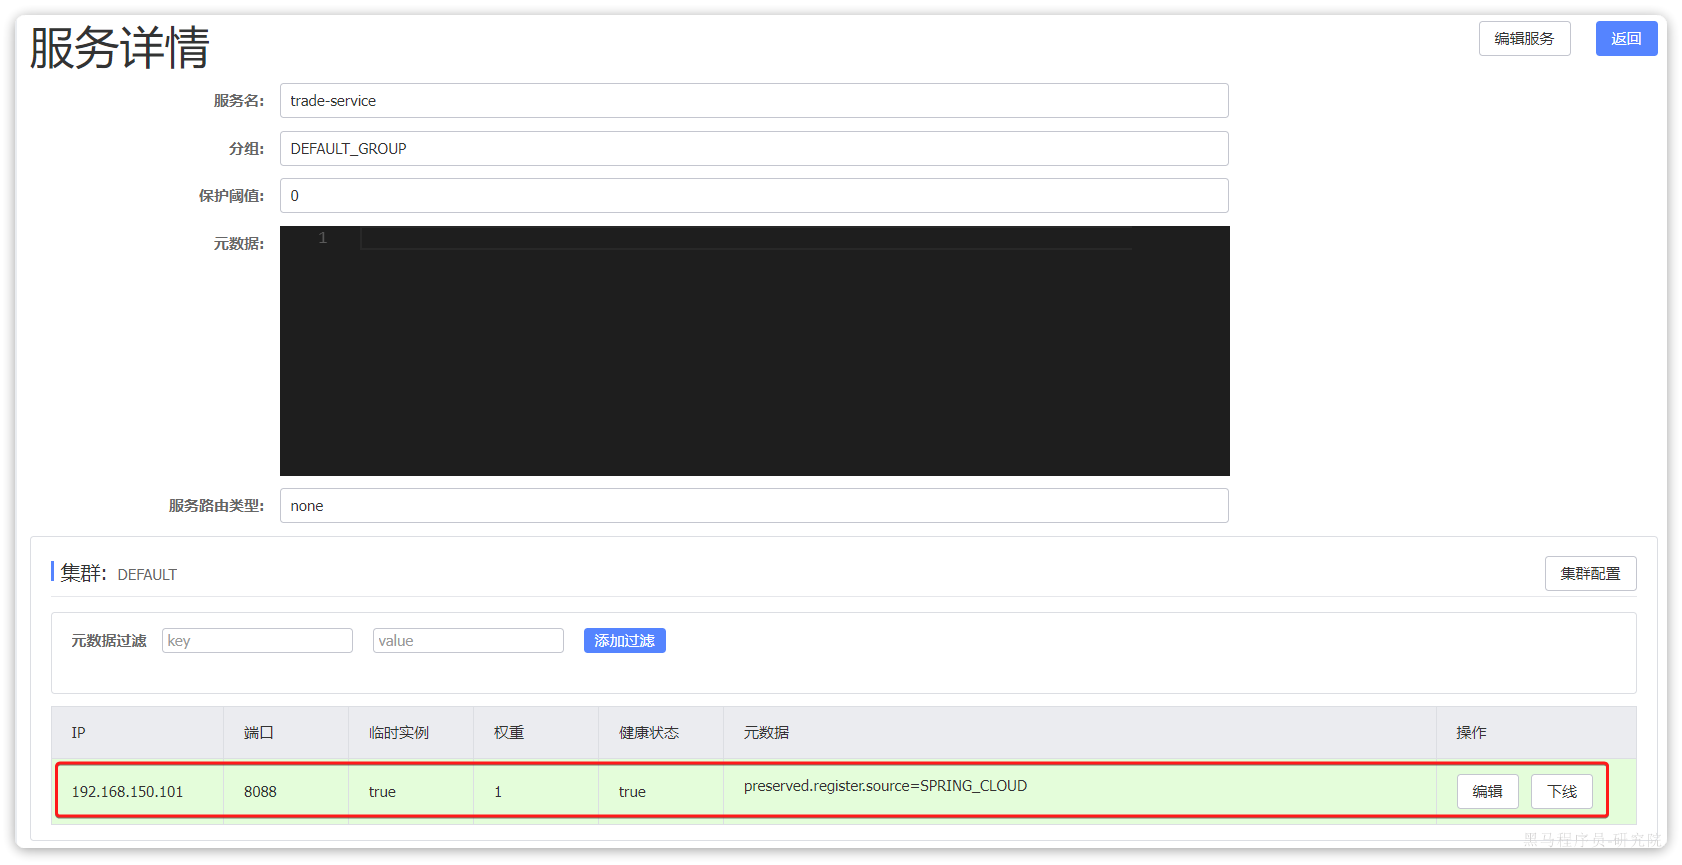 服务详情
编辑服务 返回
服务名: trade-service
分组: DEFAULT_GROUP
保护阈值: 0
元数据: 1
服务路由类型: none
集群: DEFAULT 集群配置
元数据过滤 key value 添加过滤
IP 端口 临时实例 权重 健康状态 元数据 操作
192.168.150.101 8088 true 1 true preserved.register.source=SPRING_CLOUD 编辑 下线
黑马程序员-研究院